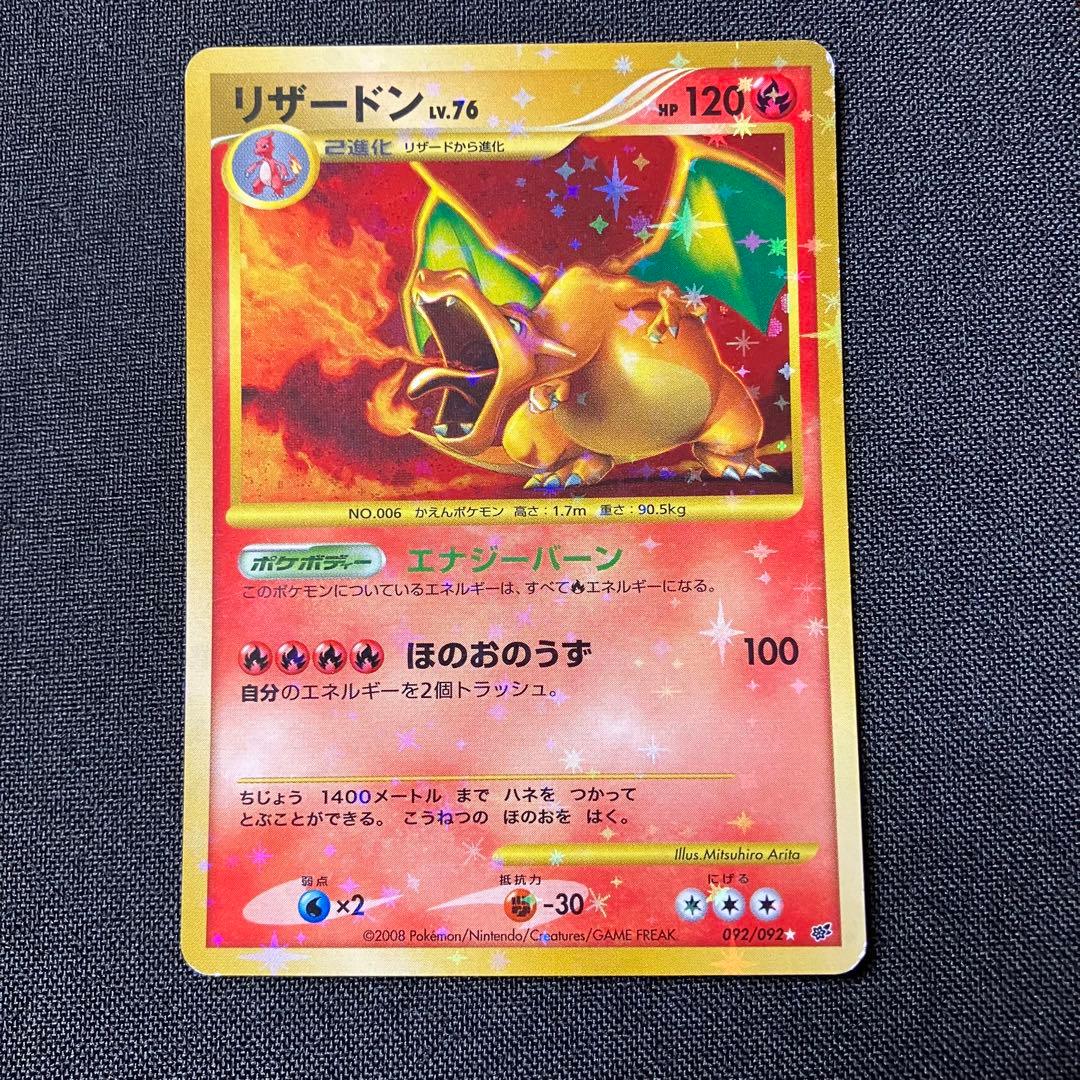 リザードン LV.76 HP 120
2進化 リザードから進化
NO.006 かえんポケモン 高さ：1.7m 重さ：90.5kg
ポケボディー エナジーバーン
このポケモンについているエネルギーは、すべてエネルギーになる。
ほのおのうず 100
自分のエネルギーを2個トラッシュ。
ちじょう 1400メートル まで ハネを つかって
とぶことができる。 こうねつの ほのおを はく。
Illus.Mitsuhiro Arita
弱点 抵抗力 にげる
×2 -30
©2008 Pokémon/Nintendo/Creatures/GAME FREAK 092/092★